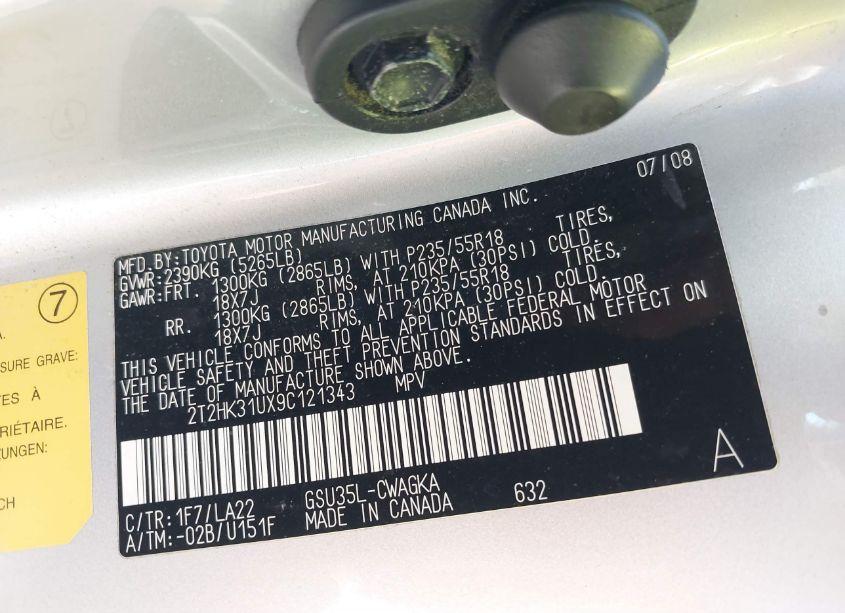 07/08
MFD.BY:TOYOTA MOTOR MANUFACTURING CANADA INC.
GVWR:2390KG (5265LB)
GAWR:FRT. 1300KG (2865LB) WITH P235/55R18 TIRES,
18X7J RIMS, AT 210KPA (30PSI) COLD.
RR. 1300KG (2865LB) WITH P235/55R18 TIRES,
18X7J RIMS, AT 210KPA (30PSI) COLD.
THIS VEHICLE CONFORMS TO ALL APPLICABLE FEDERAL MOTOR
VEHICLE SAFETY AND THEFT PREVENTION STANDARDS IN EFFECT ON
THE DATE OF MANUFACTURE SHOWN ABOVE.
2T2HK31UX9C121343 MPV
A
C/TR:1F7/LA22 GSU35L-CWAGKA 632
A/TM:-02B/U151F MADE IN CANADA
7
A.
SURE GRAVE:
TES À
RIÉTAIRE.
UNGEN:
CH